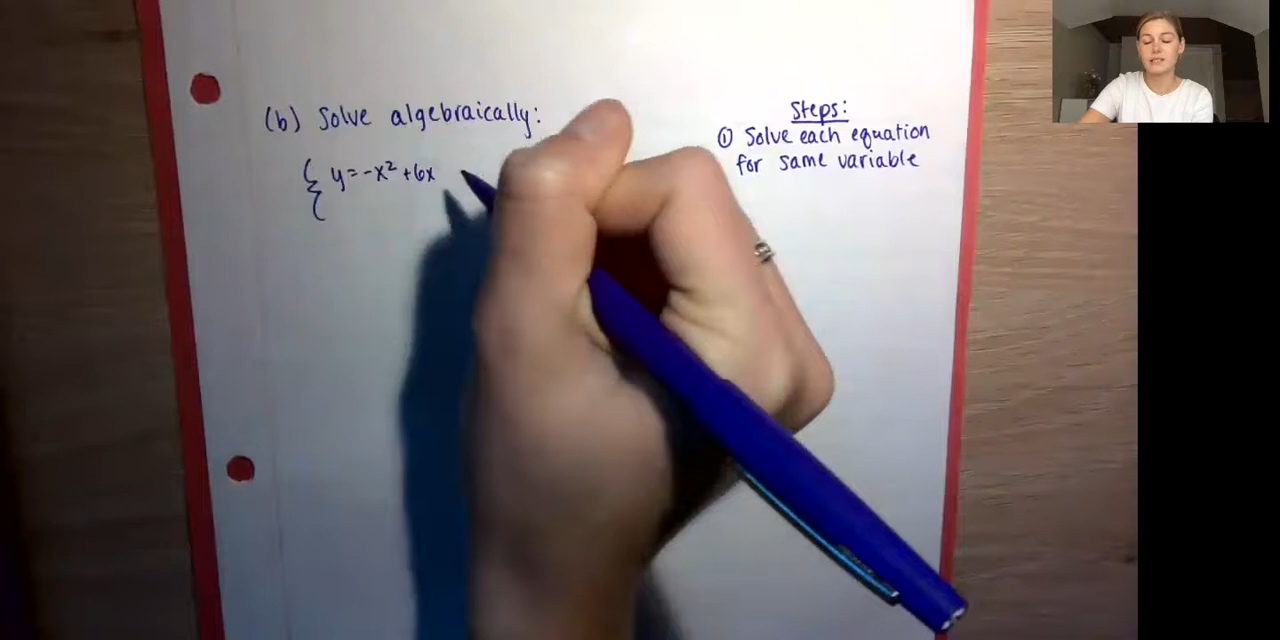 (b) Solve algebraically:
{ y = -x² + 6x
Steps:
① Solve each equation
for same variable